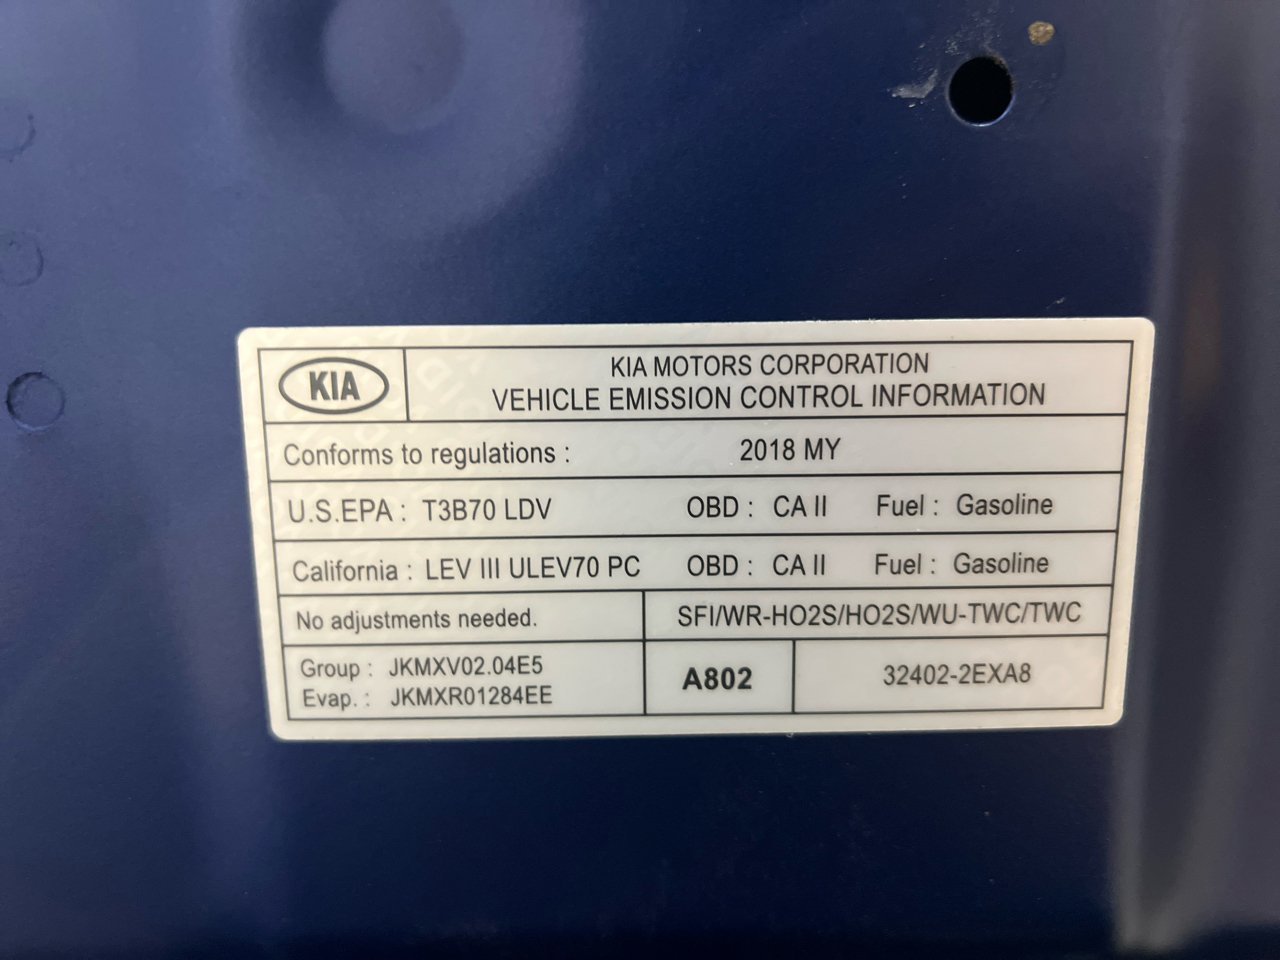 KIA
KIA MOTORS CORPORATION
VEHICLE EMISSION CONTROL INFORMATION
Conforms to regulations : 2018 MY
U.S.EPA : T3B70 LDV OBD : CA II Fuel : Gasoline
California : LEV III ULEV70 PC OBD : CA II Fuel : Gasoline
No adjustments needed. SFI/WR-HO2S/HO2S/WU-TWC/TWC
Group : JKMXV02.04E5
Evap. : JKMXR01284EE
A802
32402-2EXA8